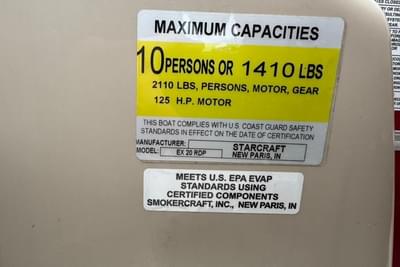 MAXIMUM CAPACITIES
10 PERSONS OR 1410 LBS
2110 LBS, PERSONS, MOTOR, GEAR
125 H.P. MOTOR
THIS BOAT COMPLIES WITH U.S. COAST GUARD SAFETY
STANDARDS IN EFFECT ON THE DATE OF CERTIFICATION
MANUFACTURER: STARCRAFT
MODEL: EX 20 RDP NEW PARIS, IN
MEETS U.S. EPA EVAP
STANDARDS USING
CERTIFIED COMPONENTS
SMOKERCRAFT, INC., NEW PARIS, IN